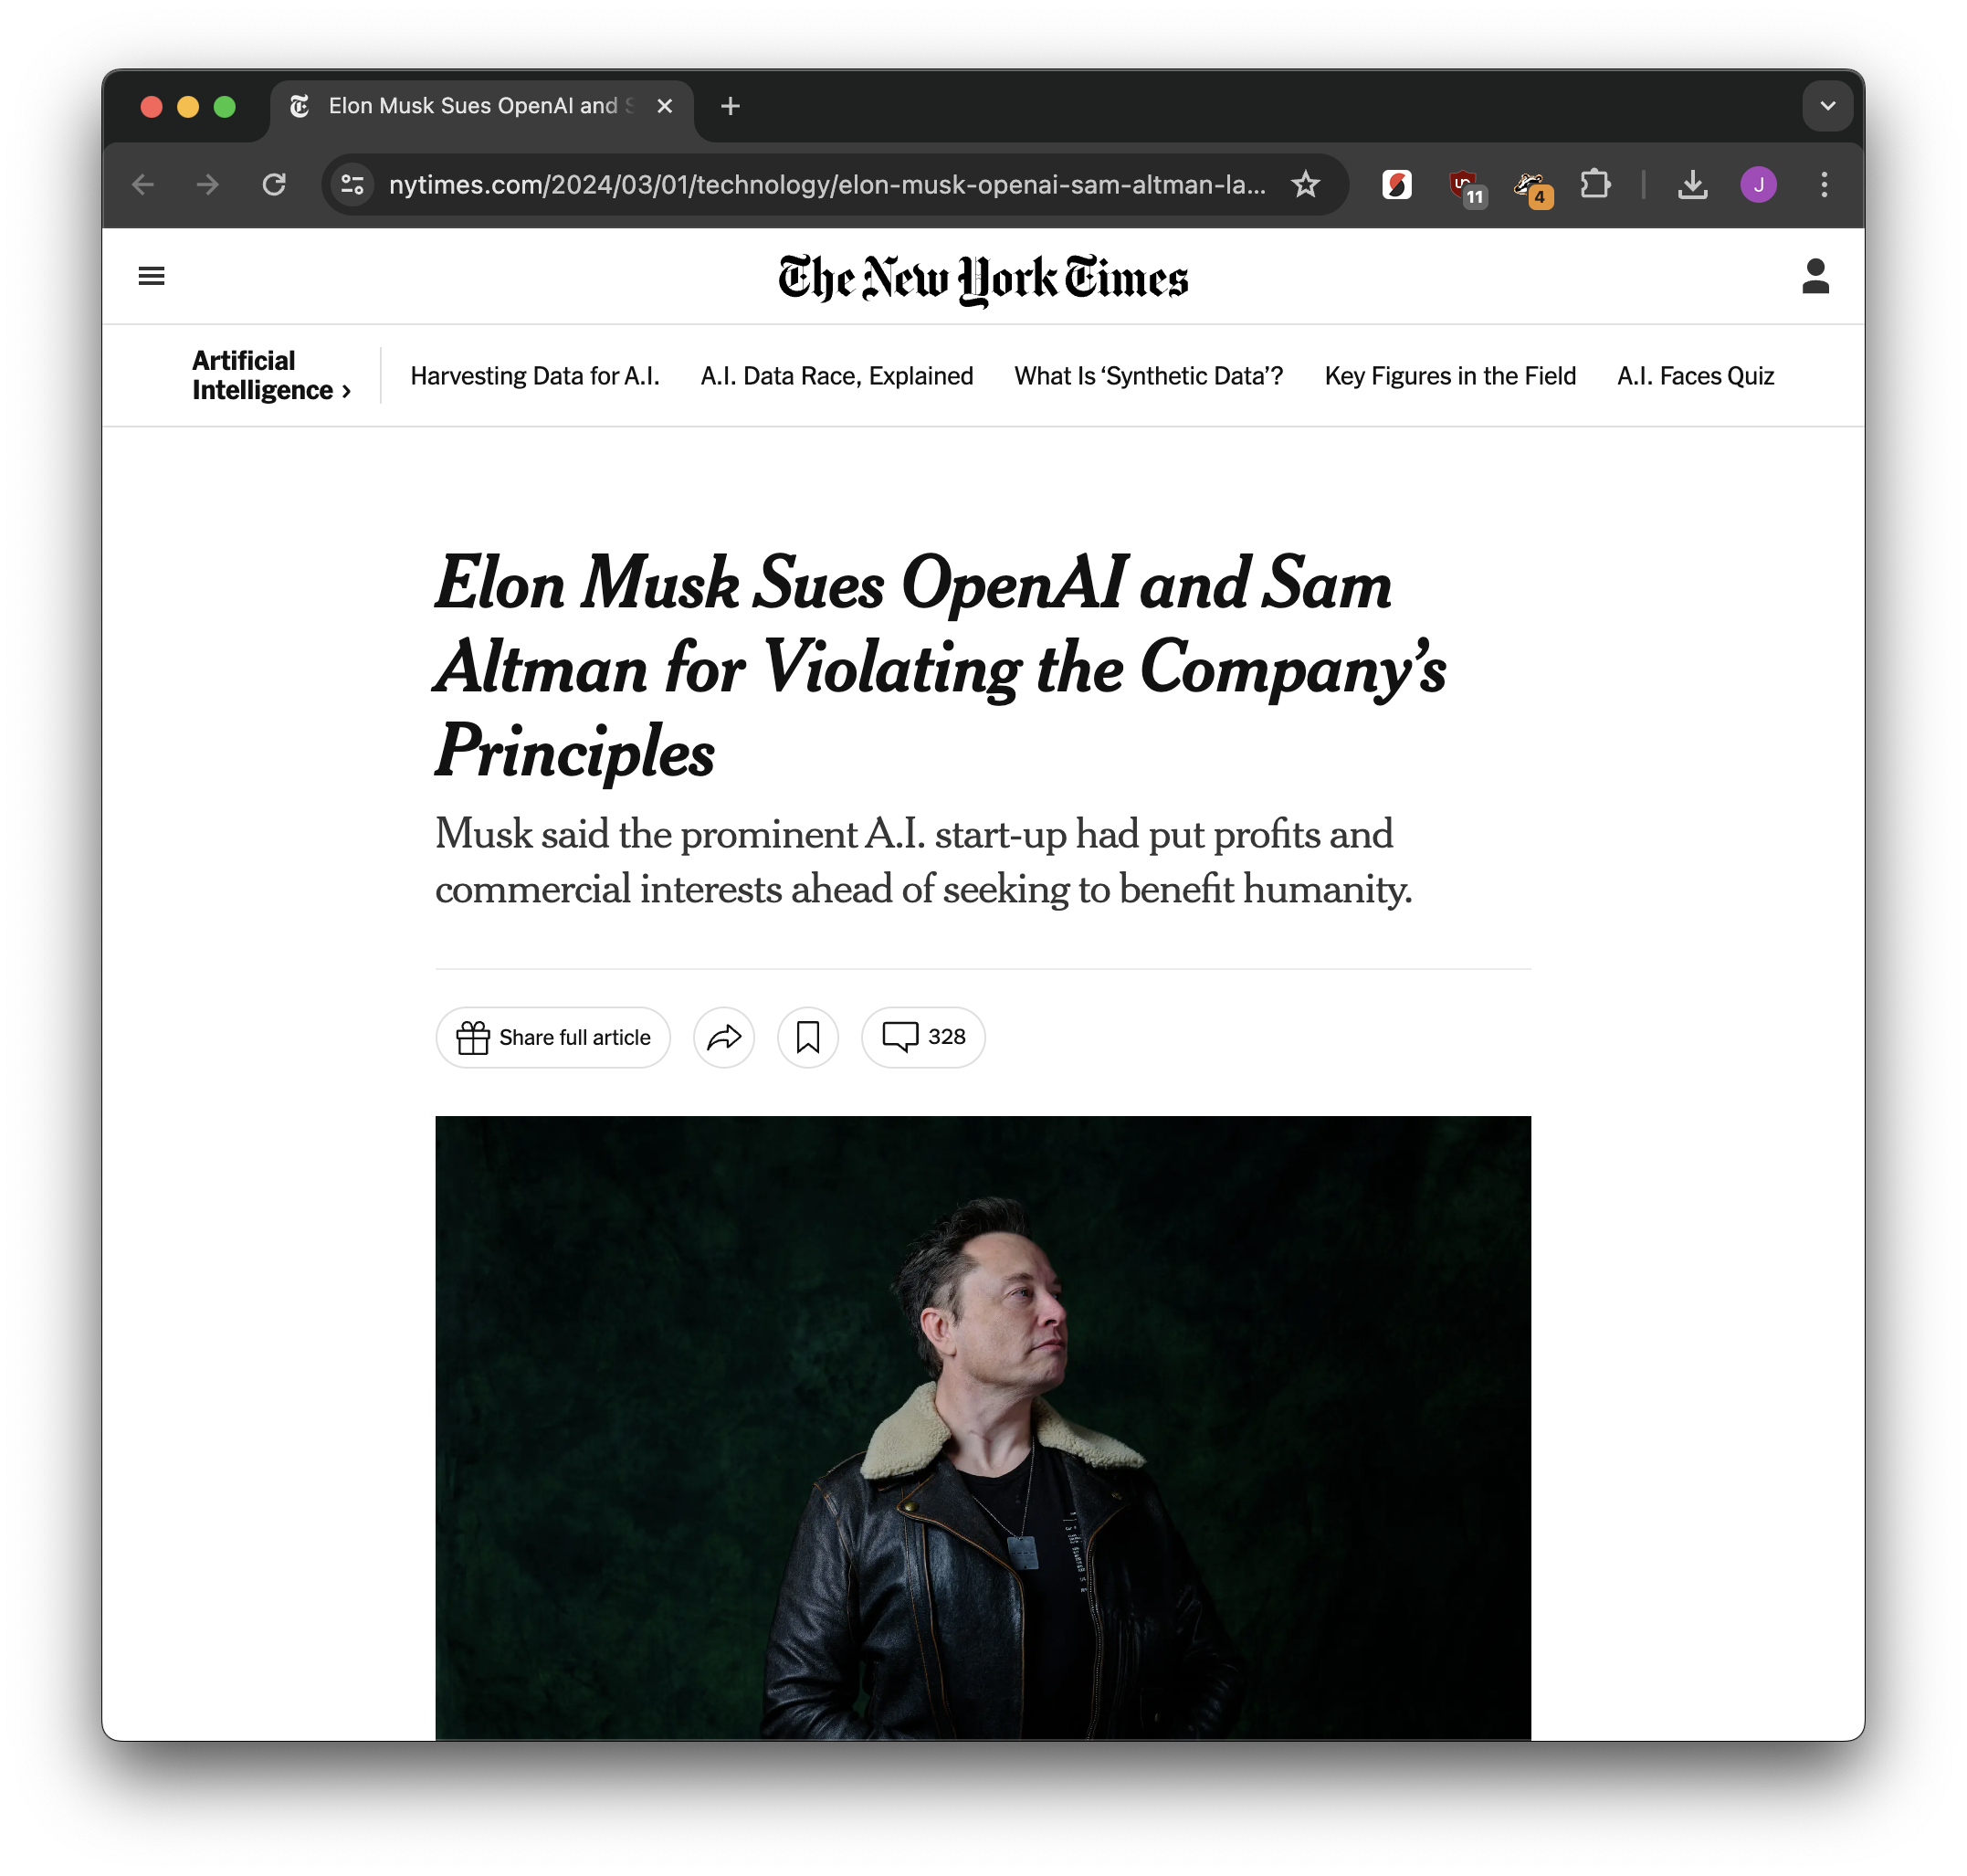 Elon Musk Sues OpenAI and
nytimes.com/2024/03/01/technology/elon-musk-openai-sam-altman-la...
11
4
J
The New York Times
Artificial
Intelligence ›
Harvesting Data for A.I.
A.I. Data Race, Explained
What Is ‘Synthetic Data’?
Key Figures in the Field
A.I. Faces Quiz
Elon Musk Sues OpenAI and Sam
Altman for Violating the Company’s
Principles
Musk said the prominent A.I. start-up had put profits and
commercial interests ahead of seeking to benefit humanity.
Share full article
328